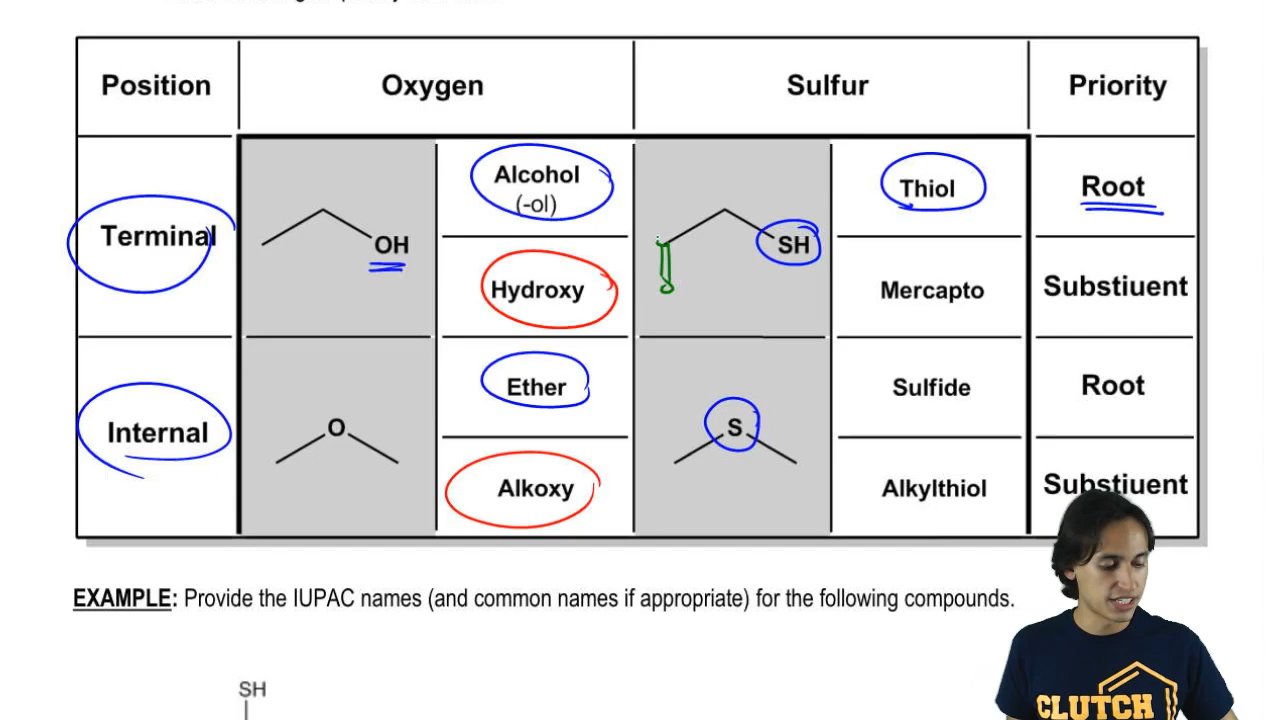 Position Oxygen Sulfur Priority
Terminal
OH
Alcohol
(-ol)
Hydroxy
SH
Thiol
Mercapto
Root
Substiuent
Internal
O
Ether
Alkoxy
S
Sulfide
Alkylthiol
Root
Substiuent
EXAMPLE: Provide the IUPAC names (and common names if appropriate) for the following compounds.
SH
CLUTCH